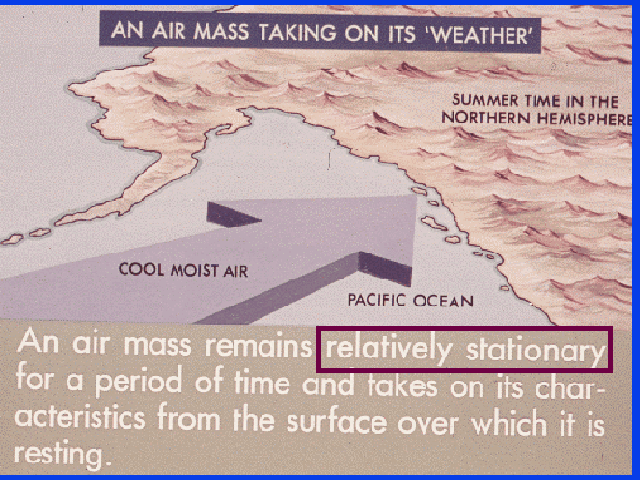 AN AIR MASS TAKING ON ITS 'WEATHER'
SUMMER TIME IN THE
NORTHERN HEMISPHERE
COOL MOIST AIR
PACIFIC OCEAN
An air mass remains relatively stationary
for a period of time and takes on its char-
acteristics from the surface over which it is
resting.